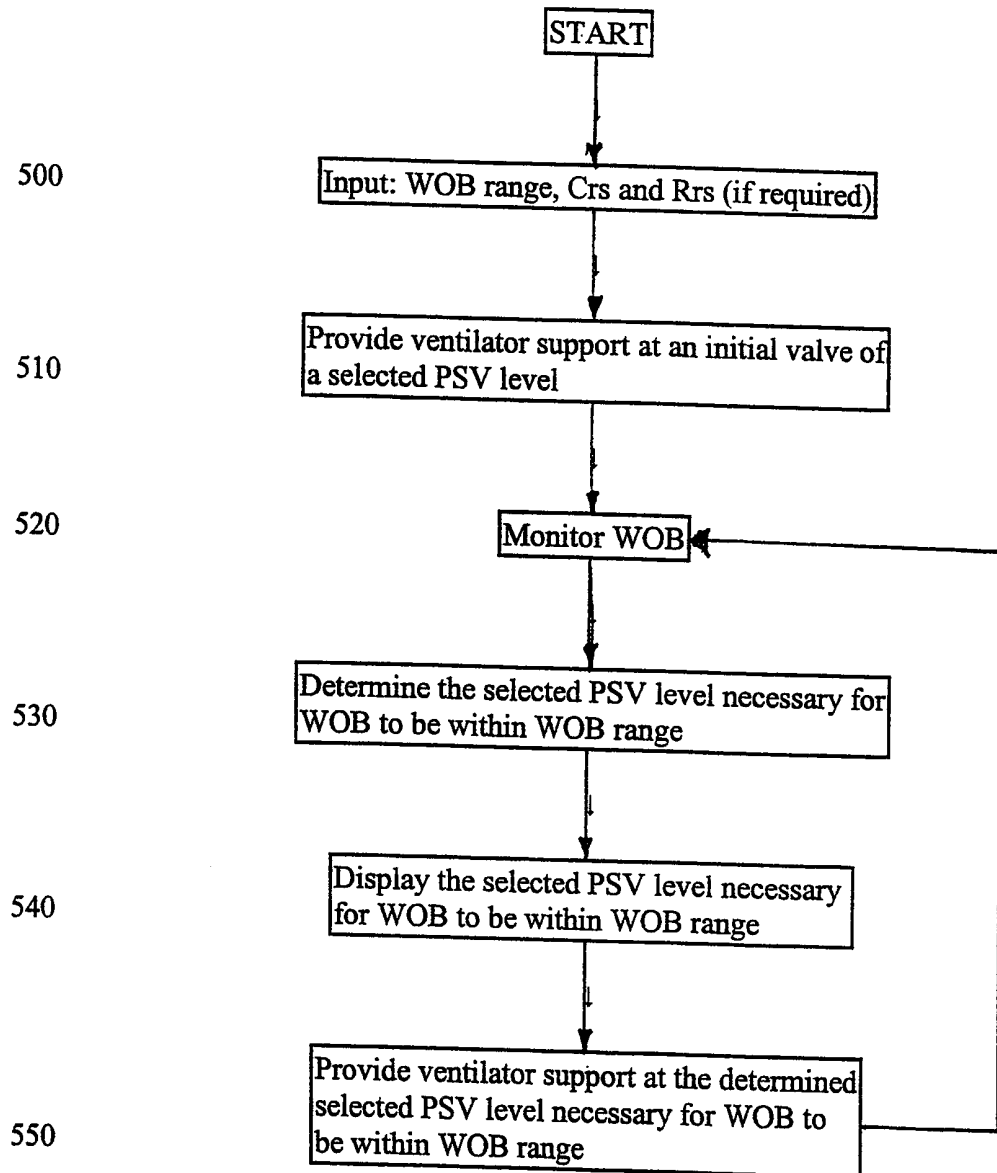 START
500
Input: WOB range, Crs and Rrs (if required)
510
Provide ventilator support at an initial valve of
a selected PSV level
520
Monitor WOB
530
Determine the selected PSV level necessary for
WOB to be within WOB range
540
Display the selected PSV level necessary
for WOB to be within WOB range
550
Provide ventilator support at the determined
selected PSV level necessary for WOB to
be within WOB range